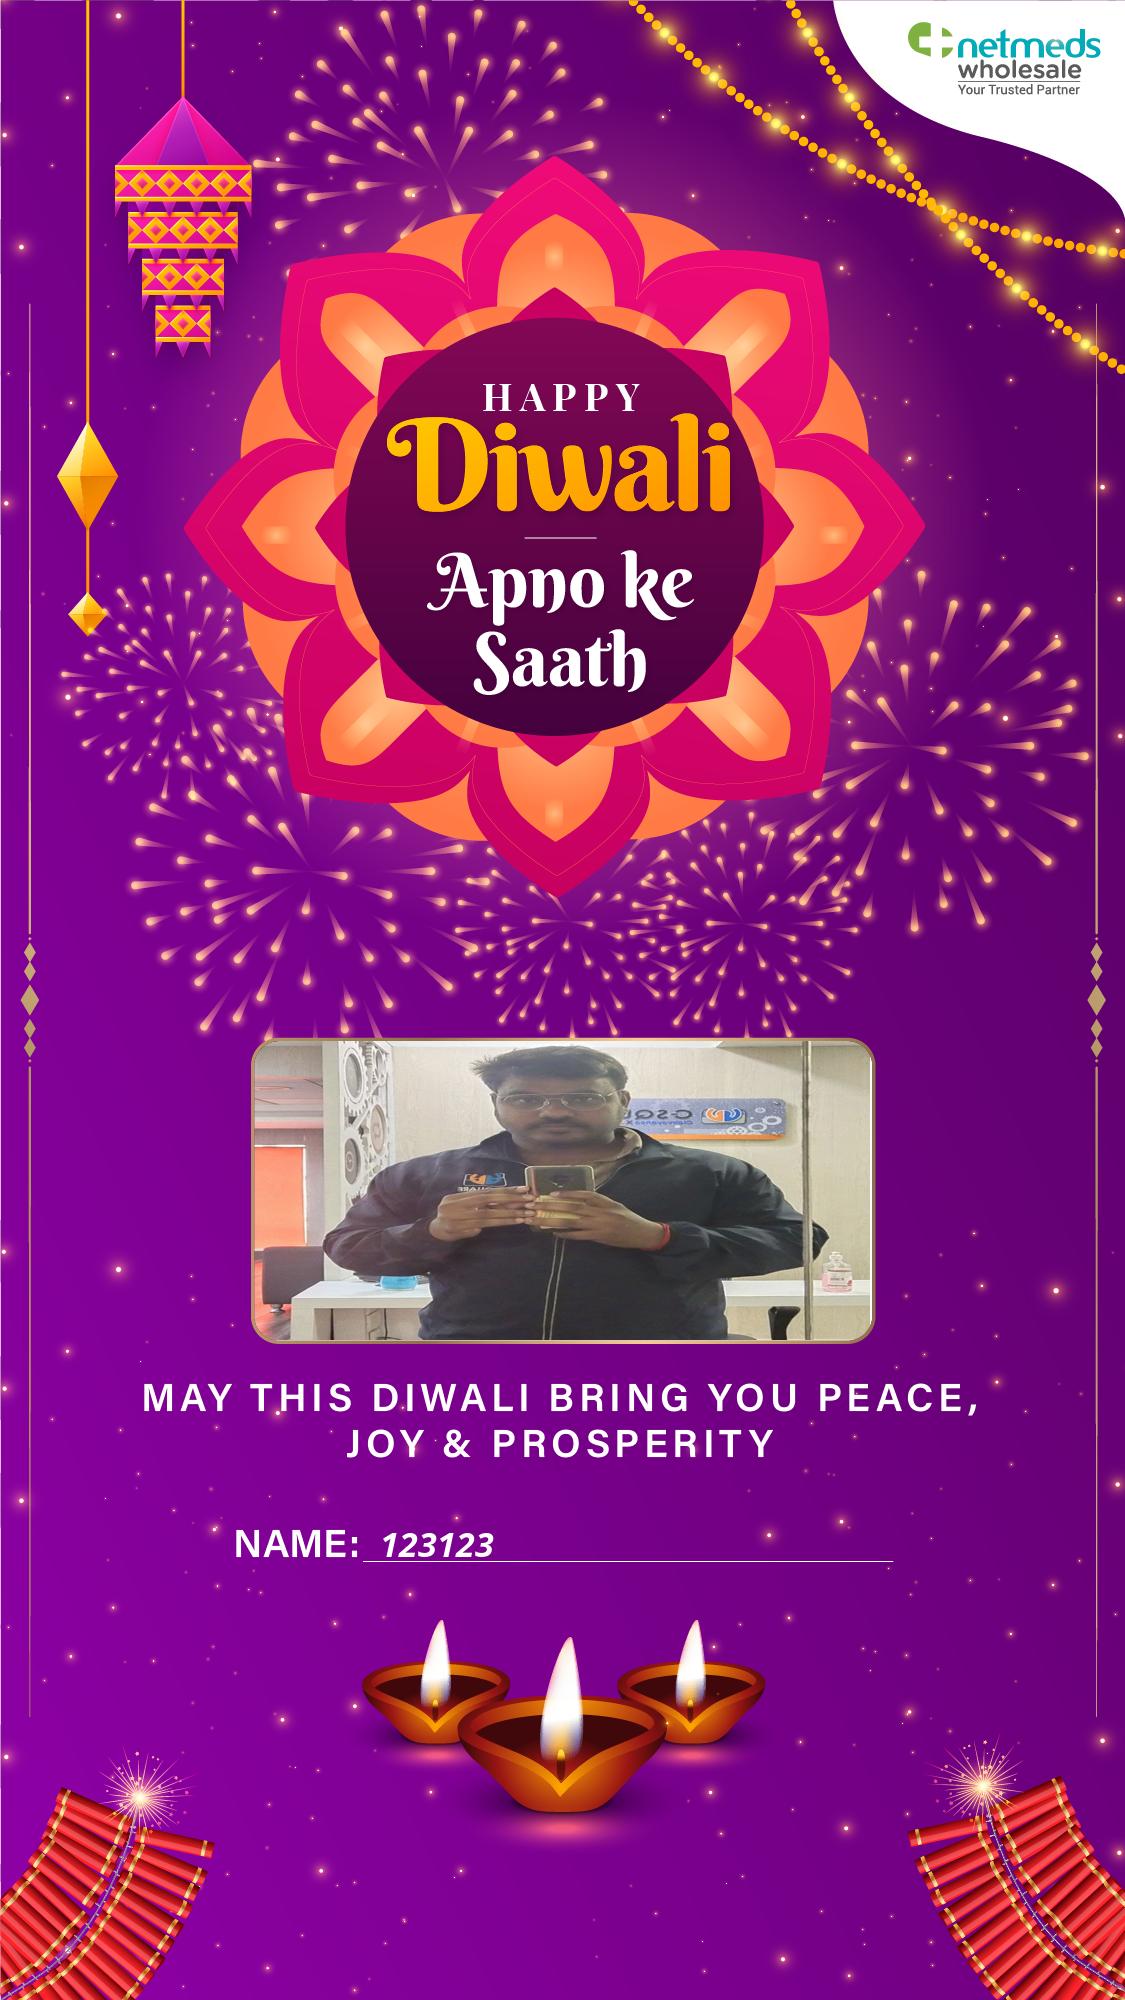 netmeds
wholesale
Your Trusted Partner
HAPPY
Diwali
Apno ke
Saath
MAY THIS DIWALI BRING YOU PEACE,
JOY & PROSPERITY
NAME: 123123